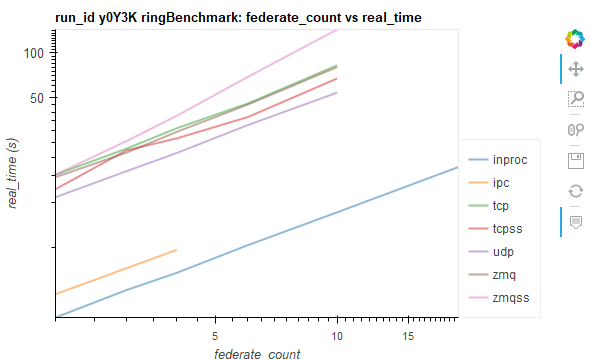 run_id y0Y3K ringBenchmark: federate_count vs real_time
real_time (s)
100
50
5
10
15
federate_count
inproc
ipc
tcp
tcpss
udp
zmq
zmqss